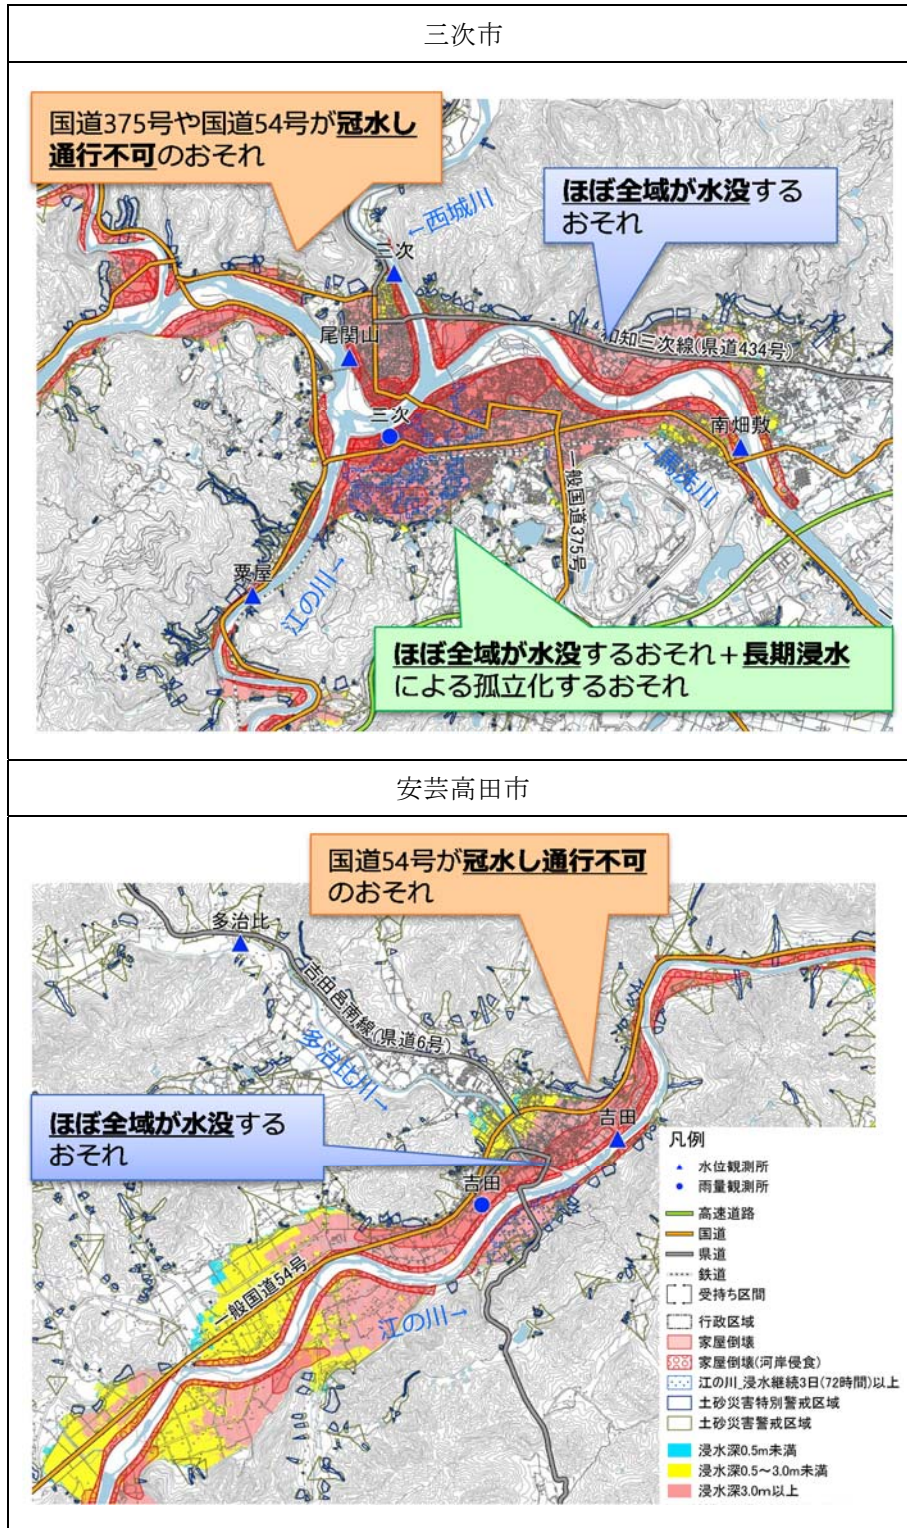 三次市
国道375号や国道54号が冠水し
通行不可のおそれ
ほぼ全域が水没する
おそれ
←西城川
三次
尾関山
和知三次線(県道434号)
三次
南畑敷
←馬洗川
一般国道375号
粟屋
江の川→
ほぼ全域が水没するおそれ+長期浸水
による孤立化するおそれ
安芸高田市
国道54号が冠水し通行不可
のおそれ
多治比
吉田邑南線(県道6号)
多治比川→
ほぼ全域が水没する
おそれ
吉田
吉田
一般国道54号
江の川→
凡例
水位観測所
雨量観測所
高速道路
国道
県道
鉄道
受持ち区間
行政区域
家屋倒壊
家屋倒壊(河岸侵食)
江の川_浸水継続3日(72時間)以上
土砂災害特別警戒区域
土砂災害警戒区域
浸水深0.5m未満
浸水深0.5～3.0m未満
浸水深3.0m以上